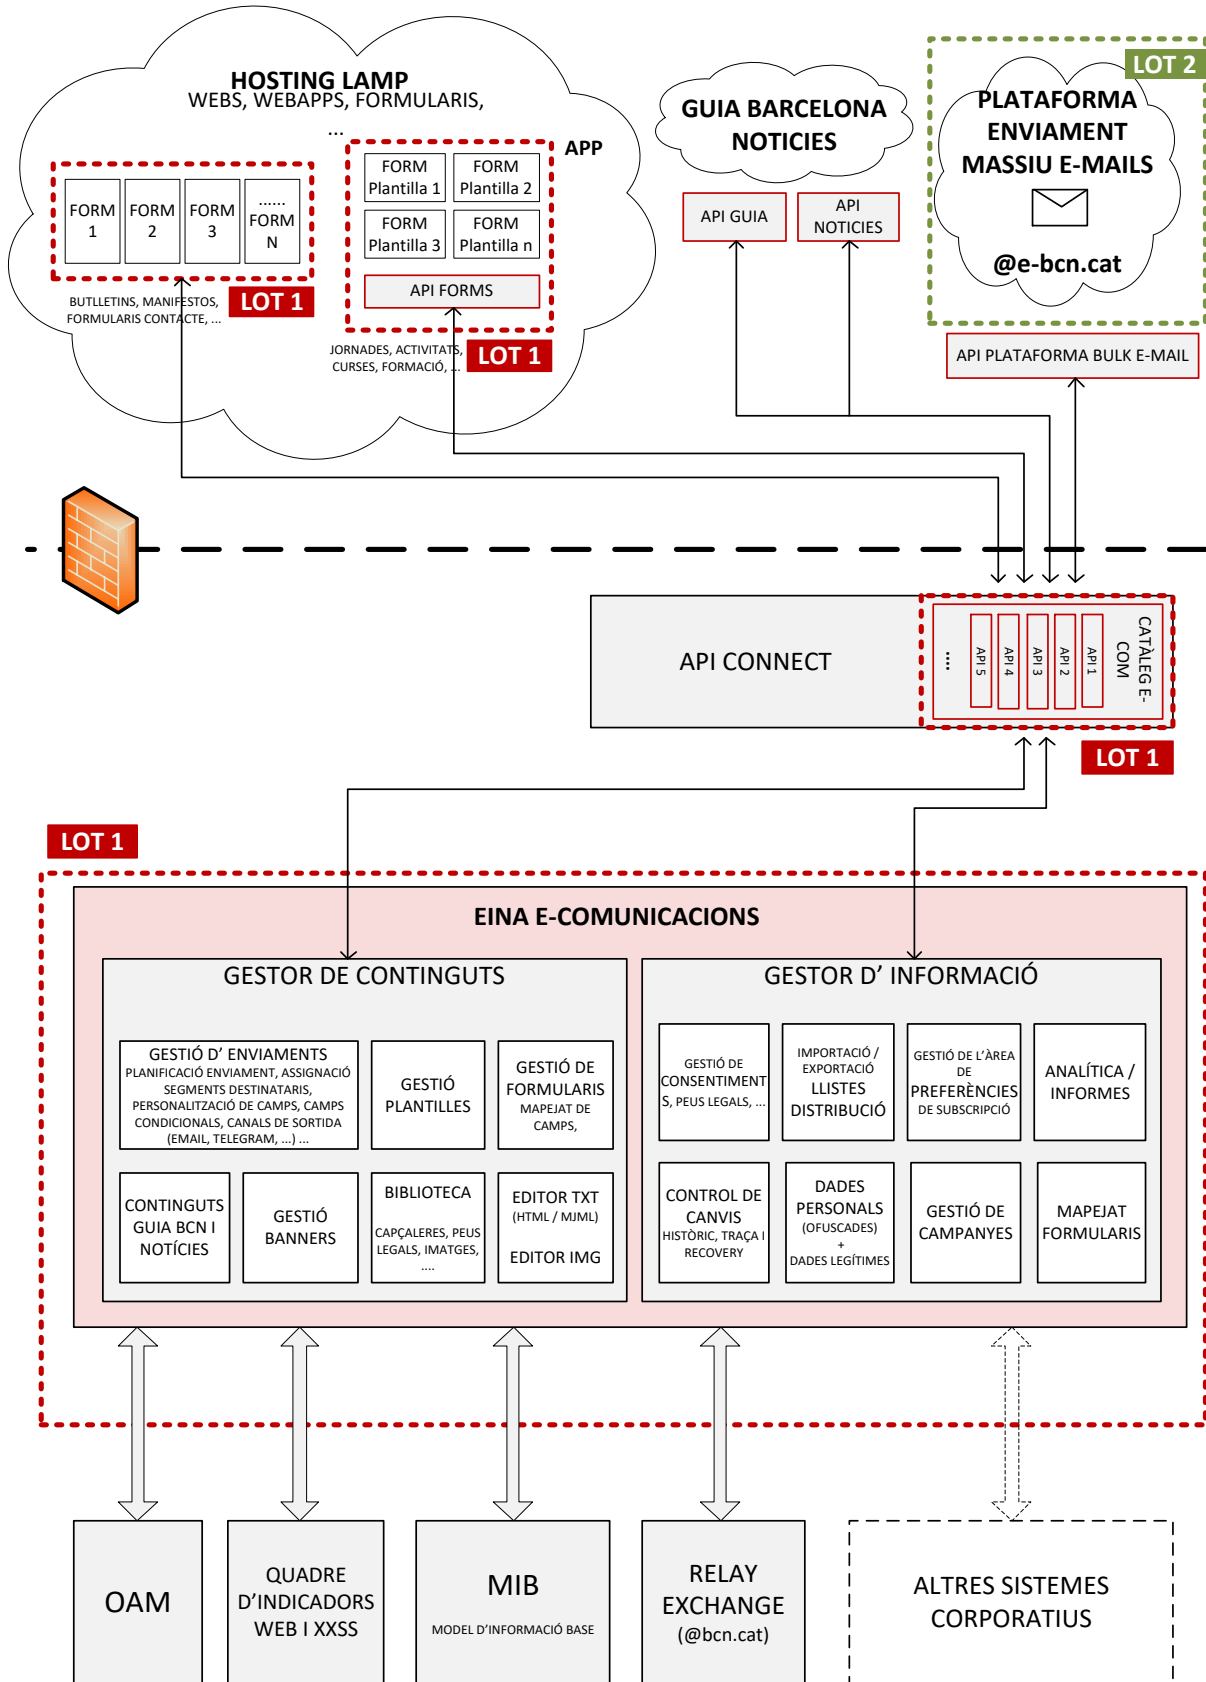 HOSTING LAMP
WEBS, WEBAPPS, FORMULARIS,
...
APP
FORM
1
FORM
2
FORM
3
......
FORM
N
LOT 1
BUTLLETINS, MANIFESTOS,
FORMULARIS CONTACTE, ...
FORM
Plantilla 1
FORM
Plantilla 2
FORM
Plantilla 3
FORM
Plantilla n
API FORMS
LOT 1
JORNADES, ACTIVITATS,
CURSES, FORMACIÓ, ...
GUIA BARCELONA
NOTICIES
API GUIA
API
NOTICIES
LOT 2
PLATAFORMA
ENVIAMENT
MASSIU E-MAILS
@e-bcn.cat
API PLATAFORMA BULK E-MAIL
API CONNECT
CATÀLEG E-
COM
API 1
API 2
API 3
API 4
API 5
....
LOT 1
LOT 1
EINA E-COMUNICACIONS
GESTOR DE CONTINGUTS
GESTIÓ D' ENVIAMENTS
PLANIFICACIÓ ENVIAMENT, ASSIGNACIÓ
SEGMENTS DESTINATARIS,
PERSONALITZACIÓ DE CAMPS, CAMPS
CONDICIONALS, CANALS DE SORTIDA
(EMAIL, TELEGRAM, ...) ...
GESTIÓ
PLANTILLES
GESTIÓ DE
FORMULARIS
MAPEJAT DE
CAMPS,
CONTINGUTS
GUIA BCN I
NOTÍCIES
GESTIÓ
BANNERS
BIBLIOTECA
CAPÇALERES, PEUS
LEGALS, IMATGES,
....
EDITOR TXT
(HTML / MJML)
EDITOR IMG
GESTOR D' INFORMACIÓ
GESTIÓ DE
CONSENTIMENT
S, PEUS LEGALS, ...
IMPORTACIÓ /
EXPORTACIÓ
LLISTES
DISTRIBUCIÓ
GESTIÓ DE L'ÀREA
DE
PREFERÈNCIES
DE SUBSCRIPCIÓ
ANALÍTICA /
INFORMES
CONTROL DE
CANVIS
HISTÒRIC, TRAÇA I
RECOVERY
DADES
PERSONALS
(OFUSCADES)
+
DADES LEGÍTIMES
GESTIÓ DE
CAMPANYES
MAPEJAT
FORMULARIS
OAM
QUADRE
D'INDICADORS
WEB I XXSS
MIB
MODEL D'INFORMACIÓ BASE
RELAY
EXCHANGE
(@bcn.cat)
ALTRES SISTEMES
CORPORATIUS